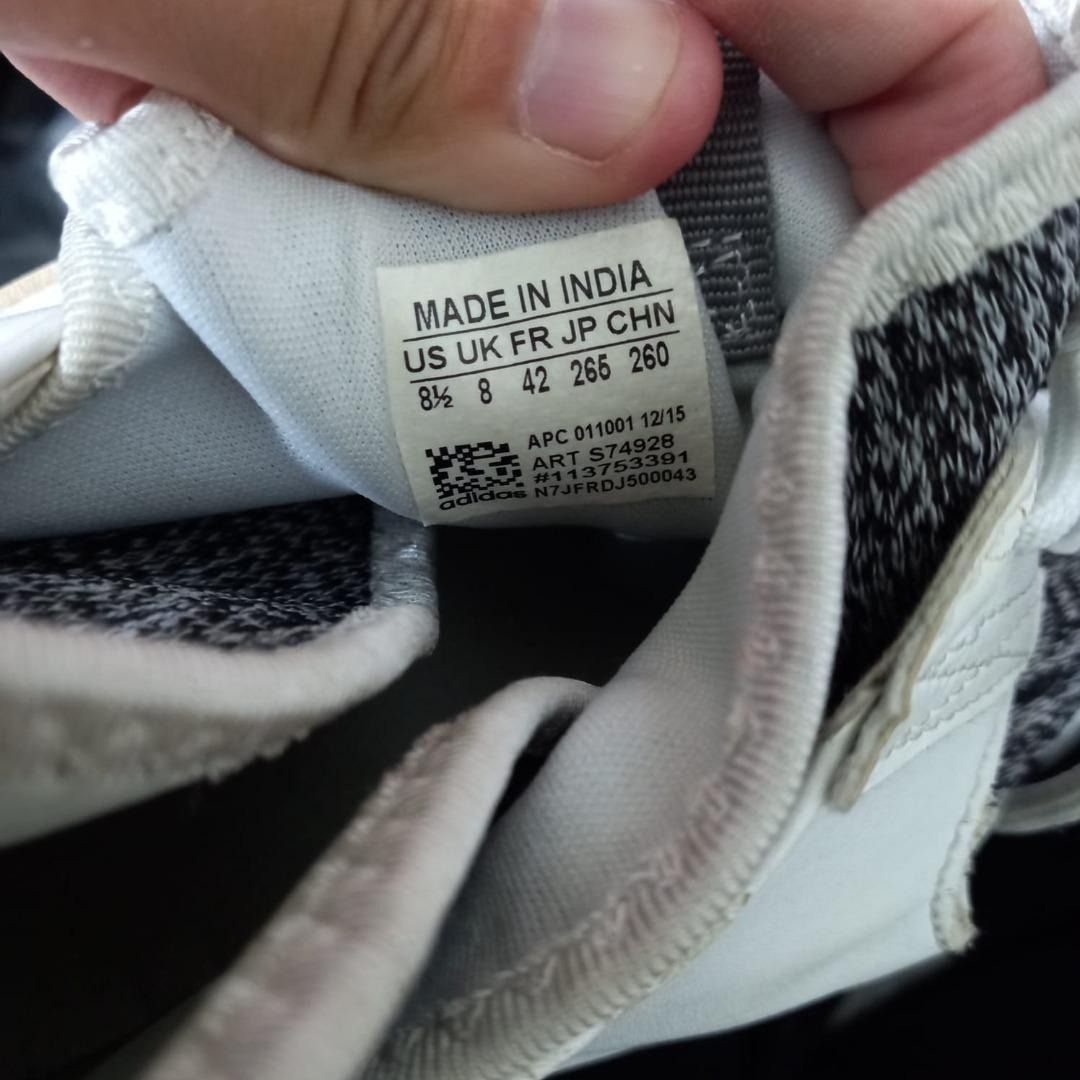 MADE IN INDIA
US UK FR JP CHN
8½ 8 42 265 260
APC 011001 12/15
ART S74928
#113753391
adidas N7JFRDJ500043